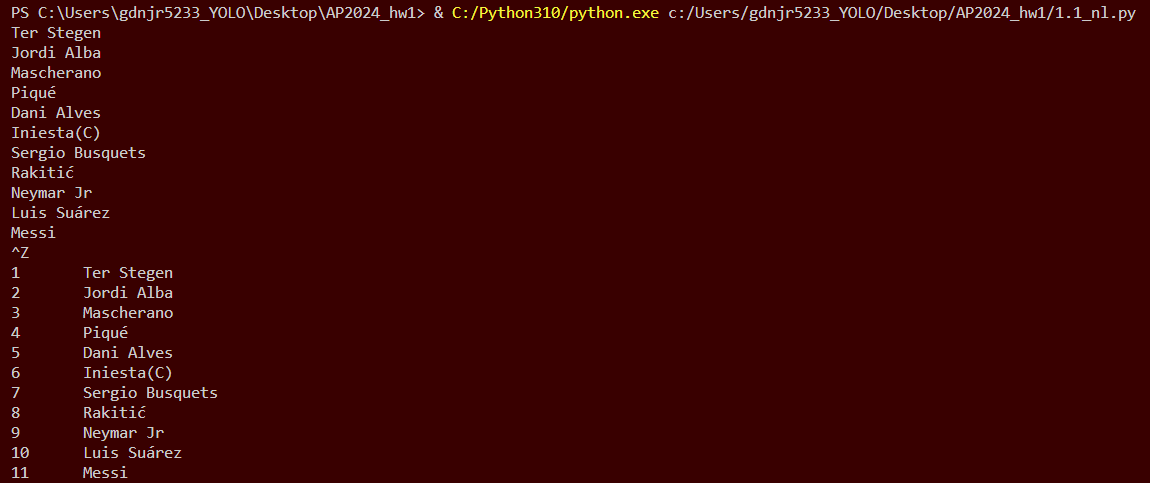 PS C:\Users\gdnjr5233_YOLO\Desktop\AP2024_hw1> & C:/Python310/python.exe c:/Users/gdnjr5233_YOLO/Desktop/AP2024_hw1/1.1_nl.py
Ter Stegen
Jordi Alba
Mascherano
Piqué
Dani Alves
Iniesta(C)
Sergio Busquets
Rakitić
Neymar Jr
Luis Suárez
Messi
^Z
1       Ter Stegen
2       Jordi Alba
3       Mascherano
4       Piqué
5       Dani Alves
6       Iniesta(C)
7       Sergio Busquets
8       Rakitić
9       Neymar Jr
10      Luis Suárez
11      Messi